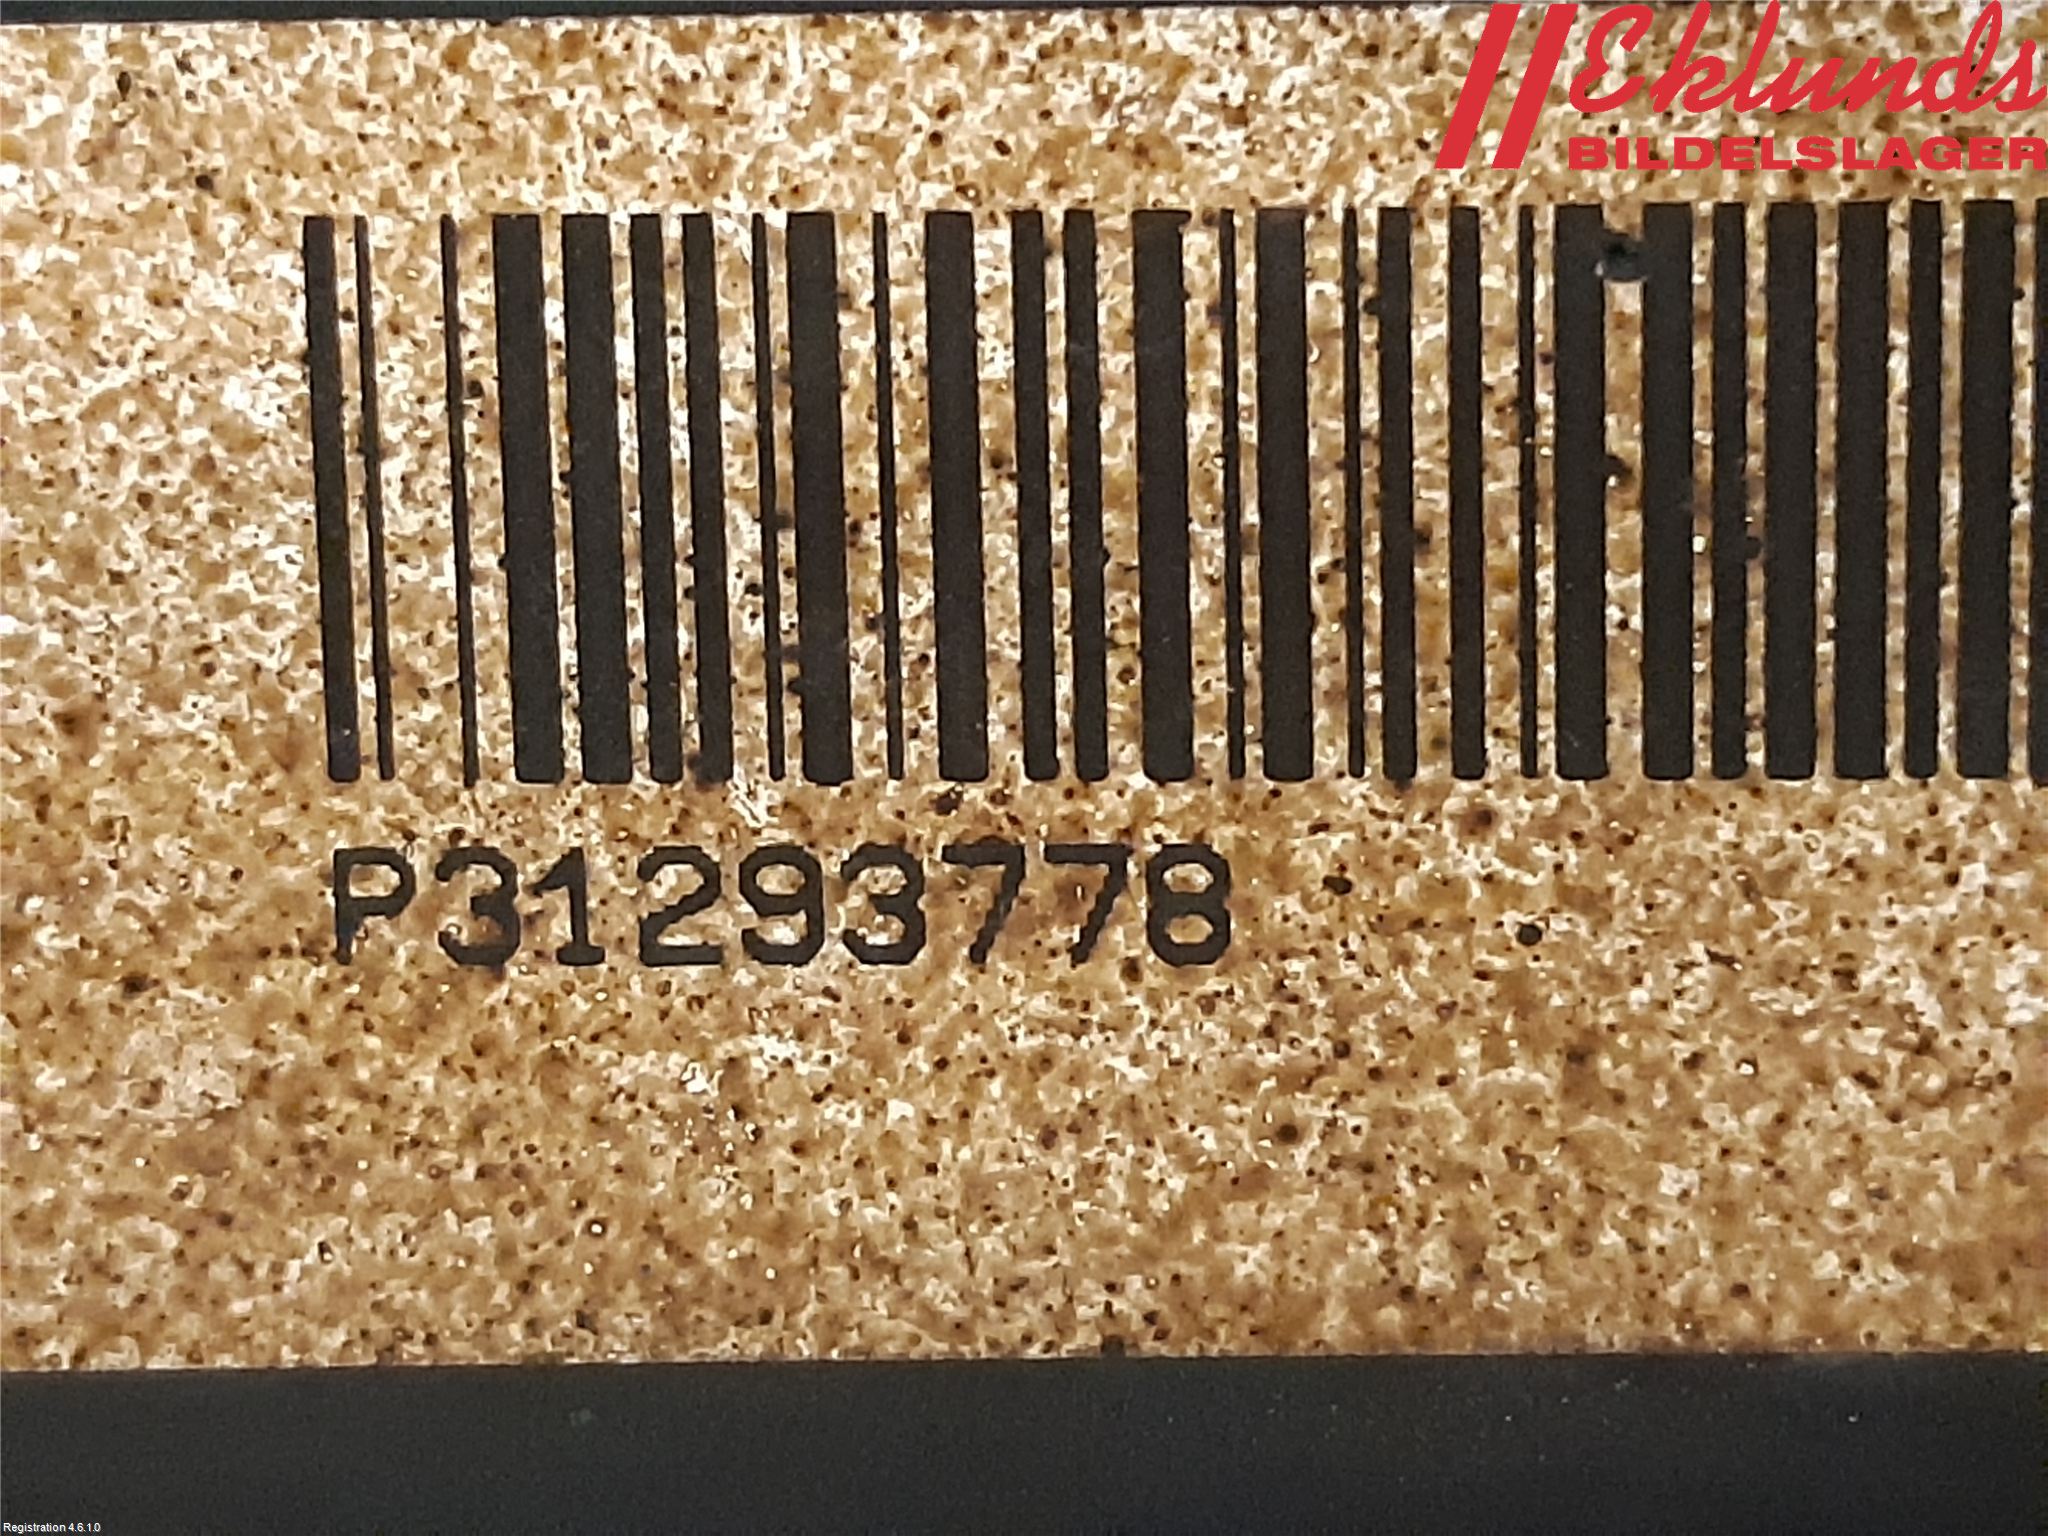 Eklunds
BILDELSLAGER
P31293778
Registration 4.6.1.0